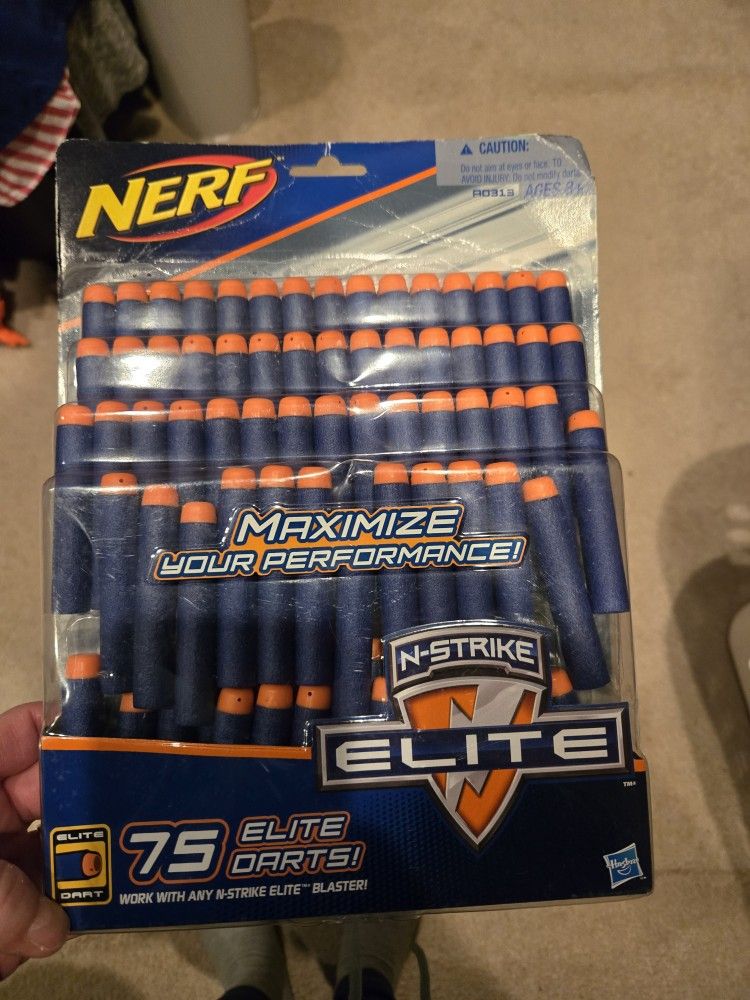 NERF
CAUTION:
Do not aim at eyes or face. TO
AVOID INJURY: Do not modify darts
A0313 AGES 8+
MAXIMIZE
YOUR PERFORMANCE!
N-STRIKE
ELITE
TM®
ELITE
DART
75 ELITE
DARTS!
WORK WITH ANY N-STRIKE ELITE™ BLASTER!
Hasbro